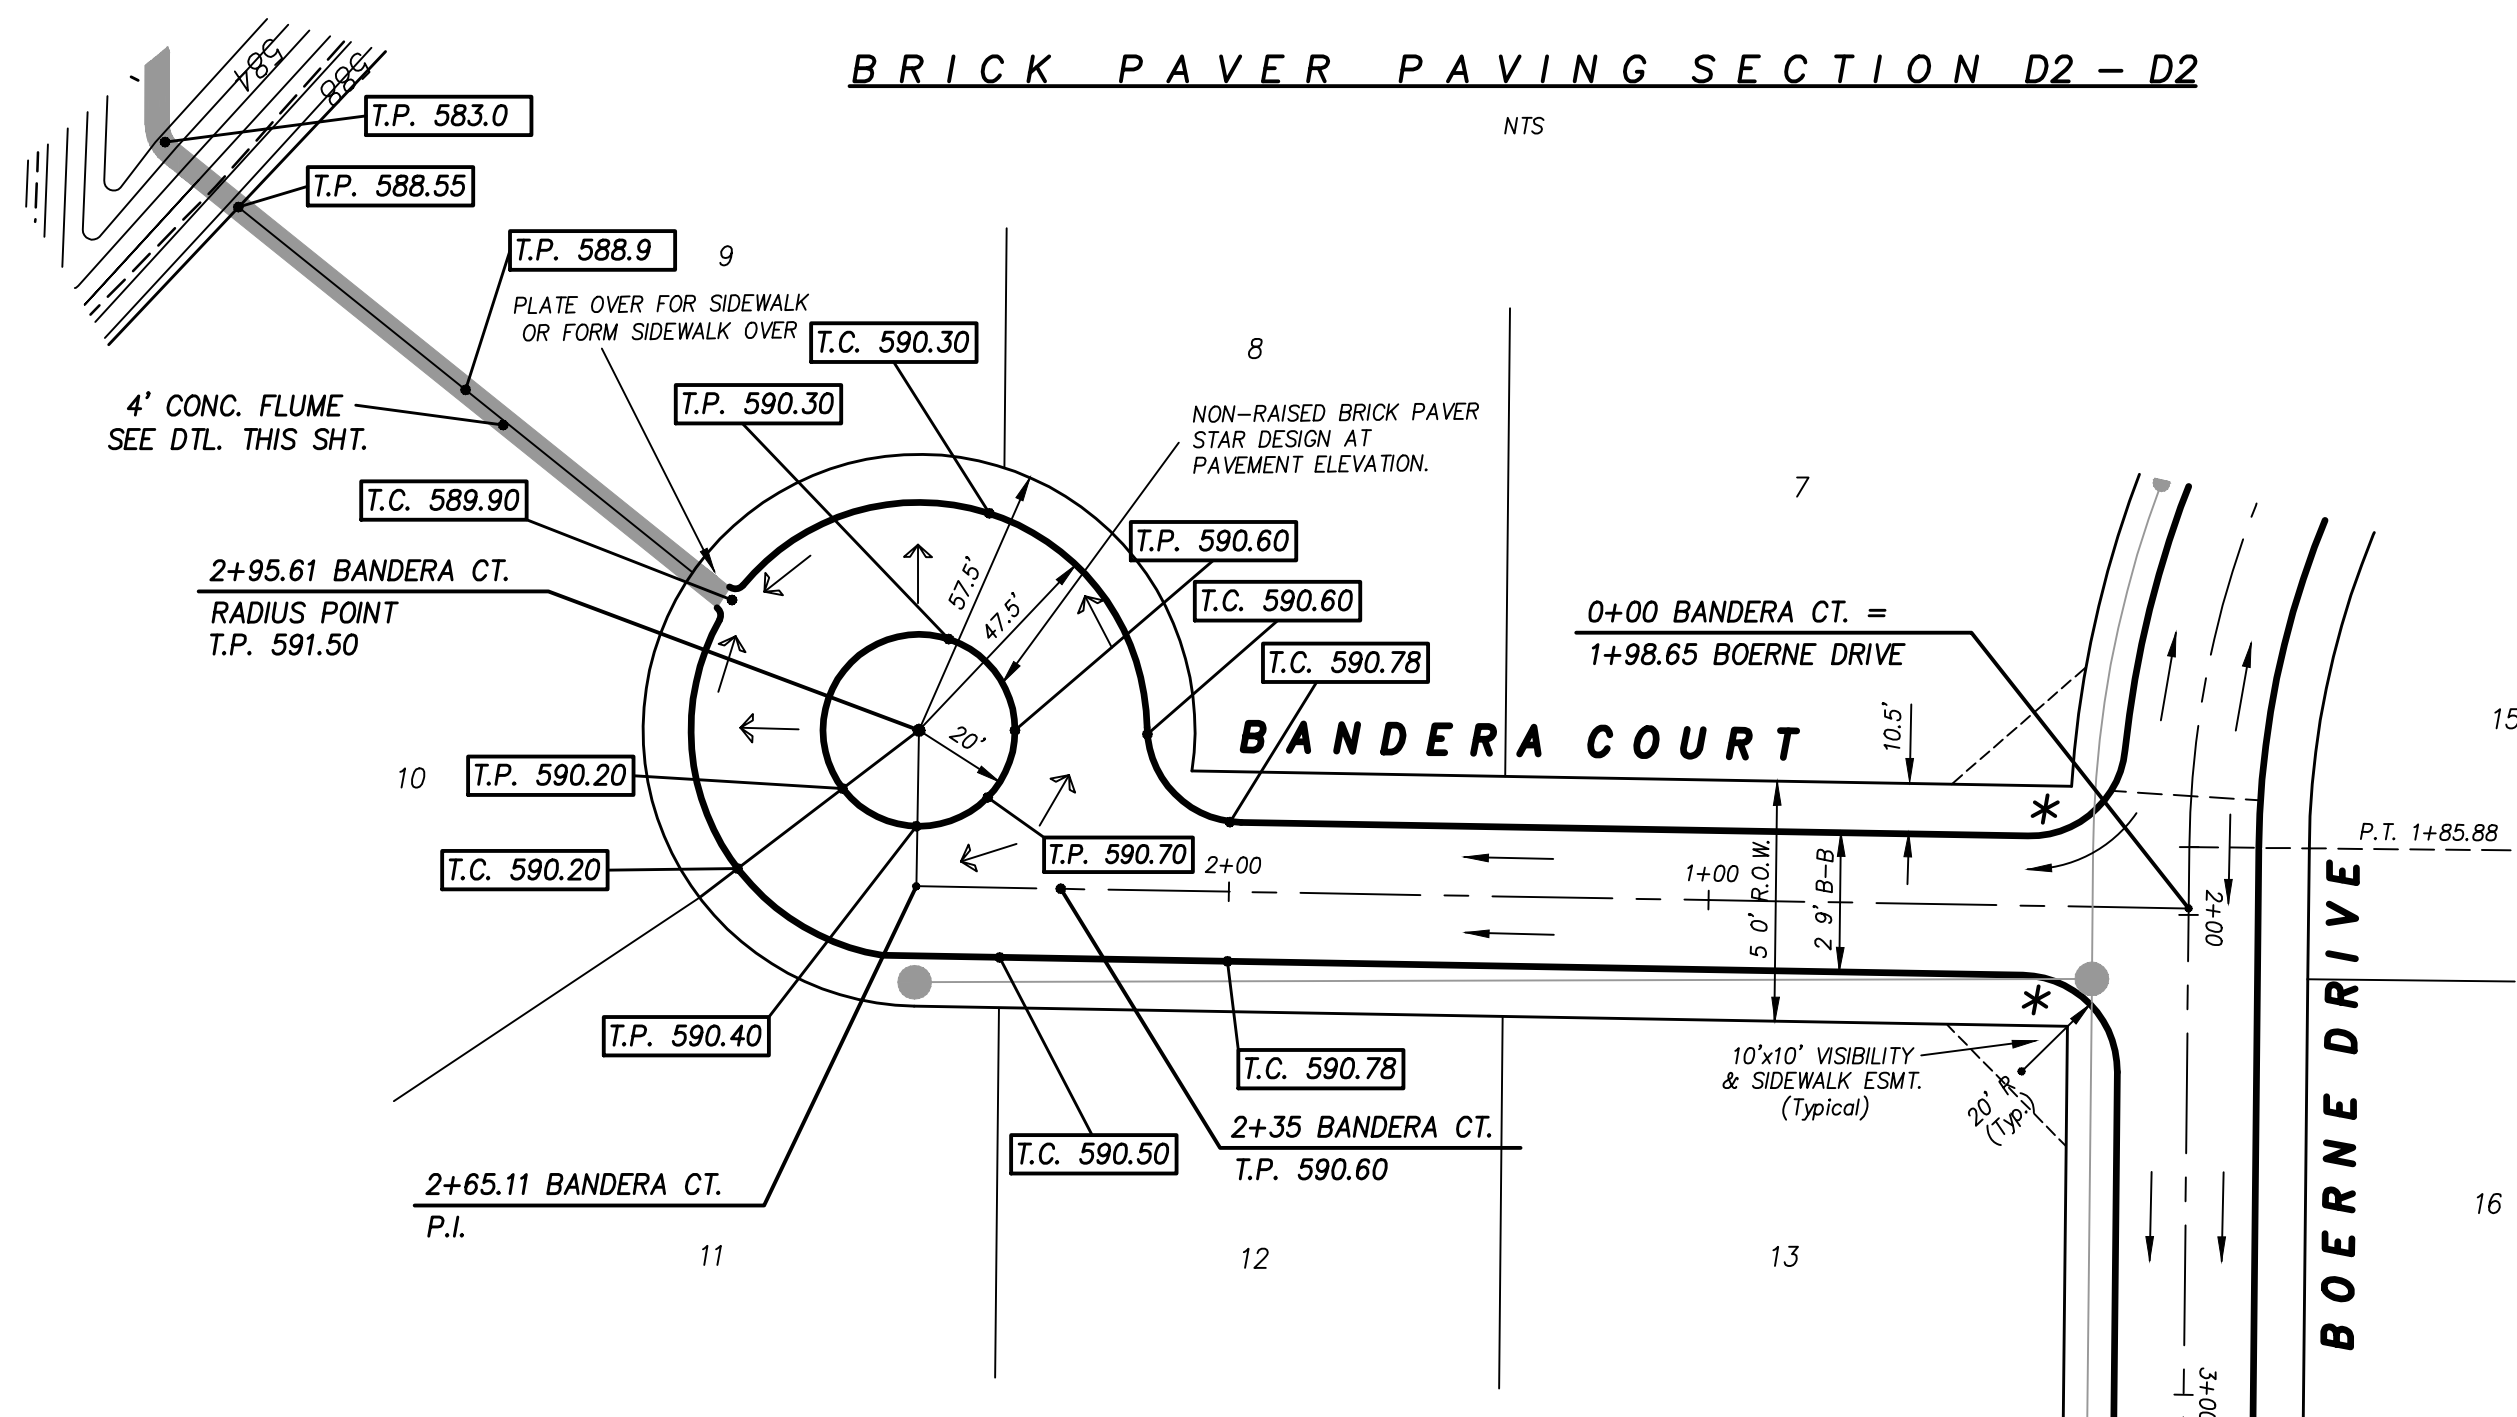 BRICK PAVER PAVING SECTION D2-D2
NTS
584
588
T.P. 583.0
T.P. 588.55
T.P. 588.9
9
PLATE OVER FOR SIDEWALK
OR FORM SIDEWALK OVER
T.C. 590.30
8
T.P. 590.30
4' CONC. FLUME
SEE DTL. THIS SHT.
NON-RAISED BRICK PAVER
STAR DESIGN AT
PAVEMENT ELEVATION.
7
T.C. 589.90
T.P. 590.60
2+95.61 BANDERA CT.
RADIUS POINT
T.P. 591.50
57.5'
47.5'
20'
T.C. 590.60
0+00 BANDERA CT. =
1+98.65 BOERNE DRIVE
T.C. 590.78
BANDERA COURT
10.5'
15
10
T.P. 590.20
*
P.T. 1+85.88
T.C. 590.20
T.P. 590.70
2+00
1+00
50' R.O.W.
29' B-B
2+00
BOERNE DRIVE
*
T.P. 590.40
T.C. 590.78
10'x10' VISIBILITY
& SIDEWALK ESMT.
(Typical)
20' R
(Typ.)
T.C. 590.50
2+35 BANDERA CT.
T.P. 590.60
2+65.11 BANDERA CT.
P.I.
16
11
12
13
3+00